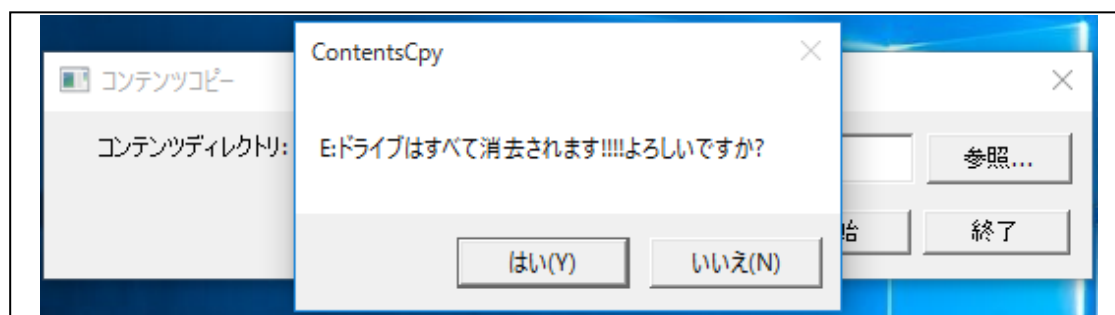 ContentsCpy
コンテンツコピー
コンテンツディレクトリ:
E:ドライブはすべて消去されます!!!!よろしいですか?
参照...
始
終了
はい(Y)
いいえ(N)